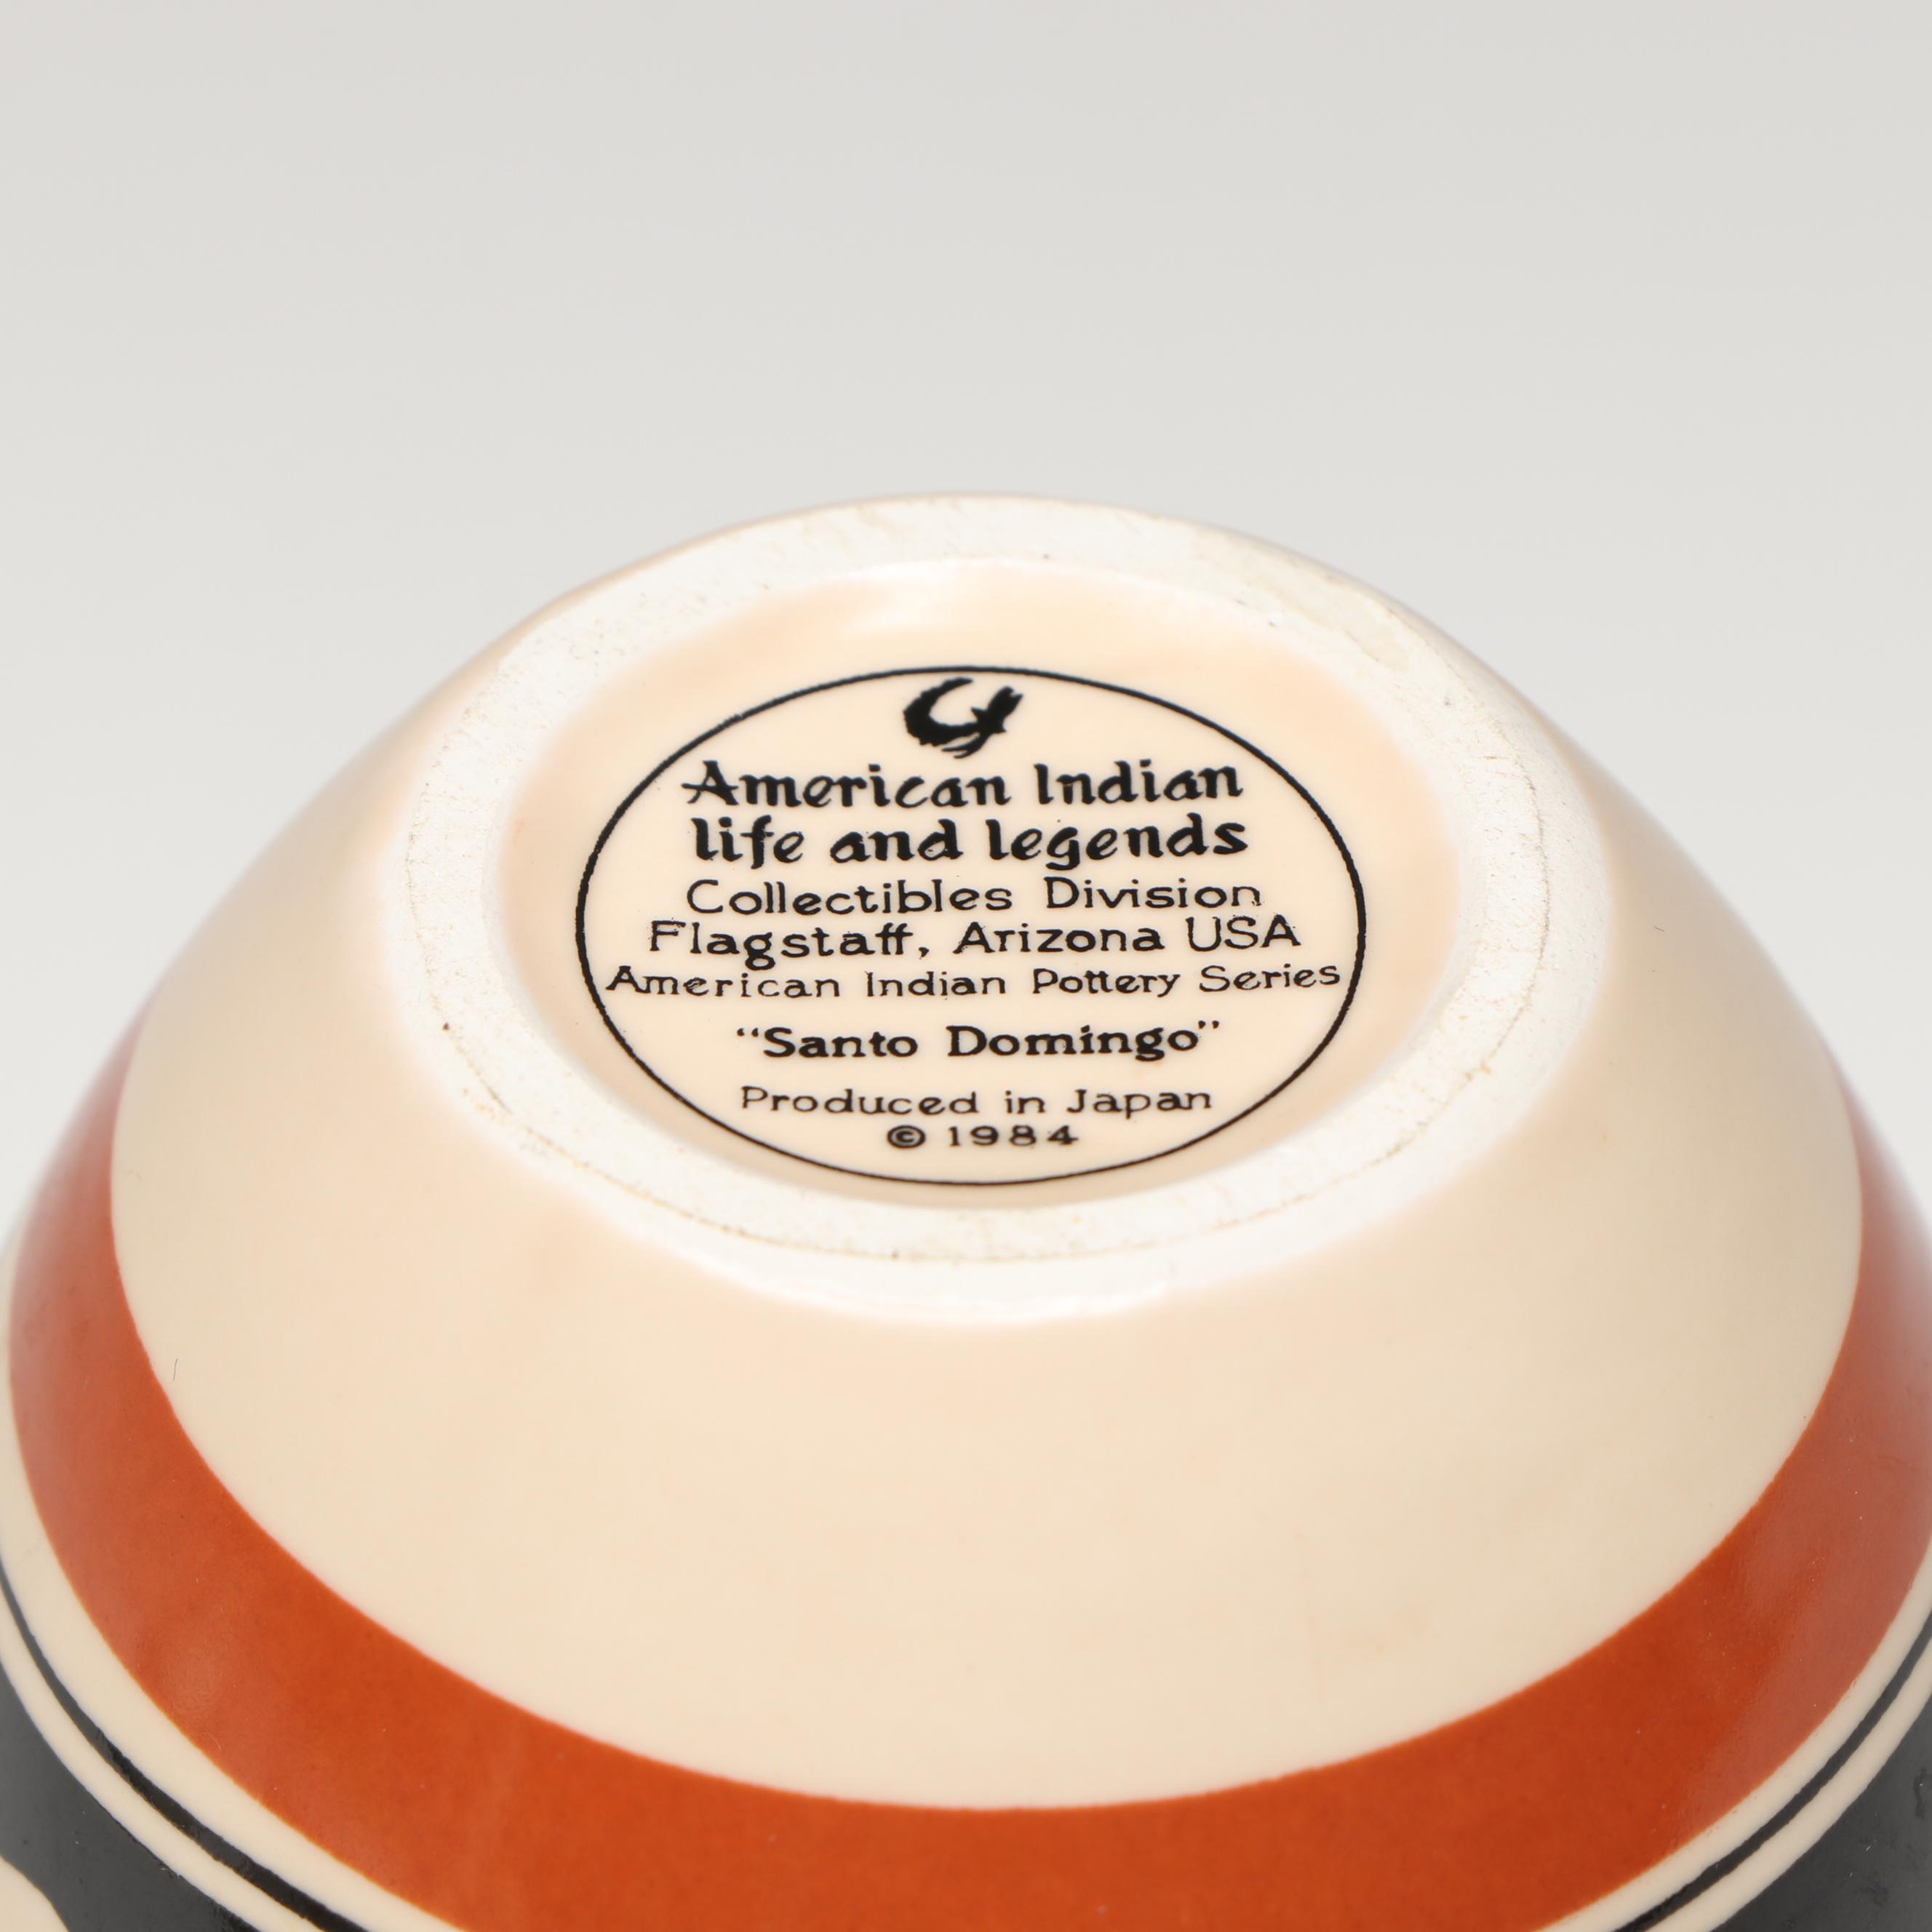 American Indian
life and legends
Collectibles Division
Flagstaff, Arizona USA
American Indian Pottery Series
“Santo Domingo”
Produced in Japan
© 1984